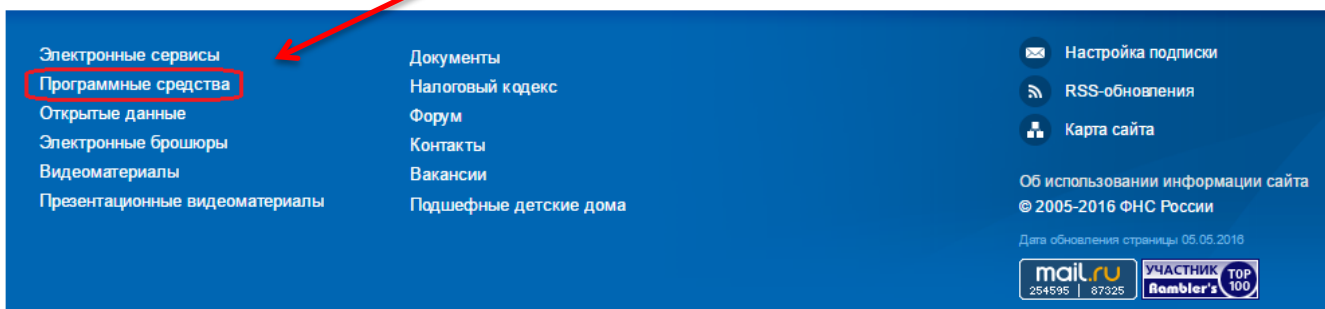 Электронные сервисы
Программные средства
Открытые данные
Электронные брошюры
Видеоматериалы
Презентационные видеоматериалы
Документы
Налоговый кодекс
Форум
Контакты
Вакансии
Подшефные детские дома
Настройка подписки
RSS-обновления
Карта сайта
Об использовании информации сайта
© 2005-2016 ФНС России
Дата обновления страницы 05.05.2016
mail.ru
254595 | 87325
УЧАСТНИК TOP
Rambler's 100